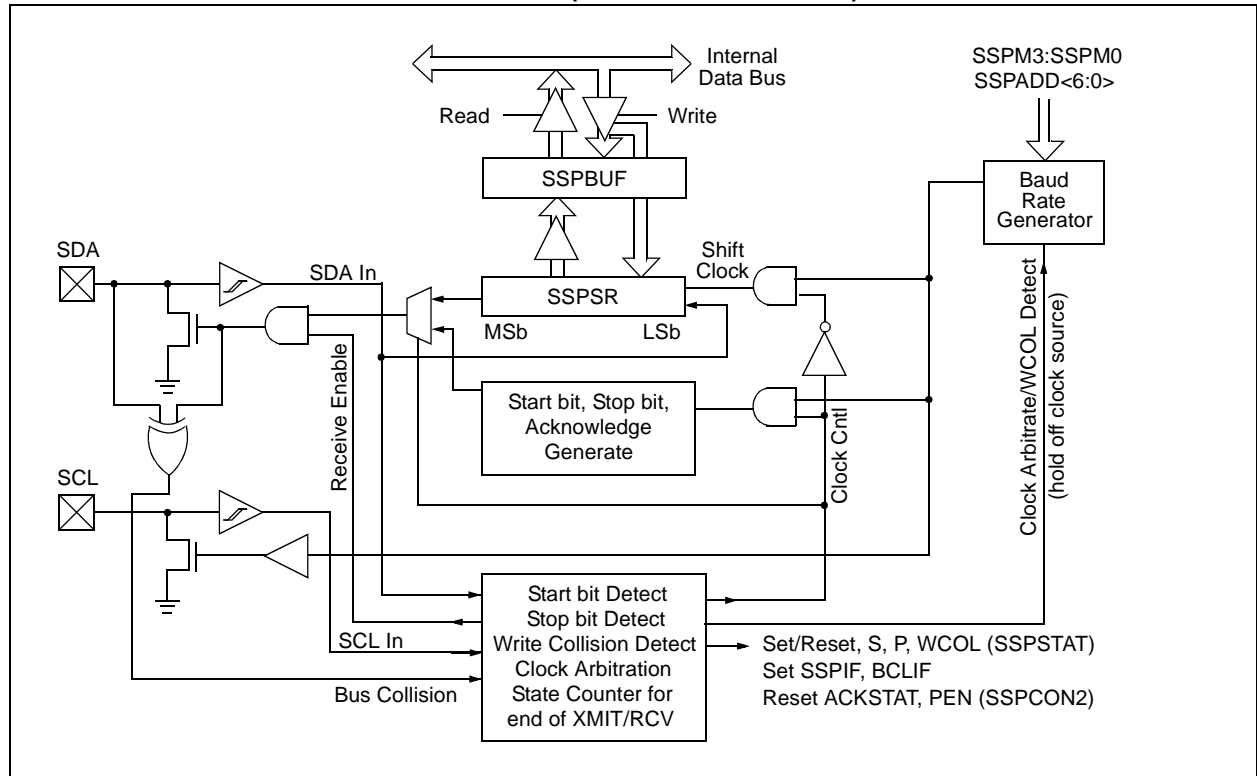 Internal
Data Bus
SSPM3:SSPM0
SSPADD<6:0>
Read
Write
SSPBUF
Baud
Rate
Generator
SDA
SDA In
Shift
Clock
SSPSR
MSb
LSb
Start bit, Stop bit,
Acknowledge
Generate
Receive Enable
Clock Cntl
Clock Arbitrate/WCOL Detect
(hold off clock source)
SCL
SCL In
Bus Collision
Start bit Detect
Stop bit Detect
Write Collision Detect
Clock Arbitration
State Counter for
end of XMIT/RCV
Set/Reset, S, P, WCOL (SSPSTAT)
Set SSPIF, BCLIF
Reset ACKSTAT, PEN (SSPCON2)